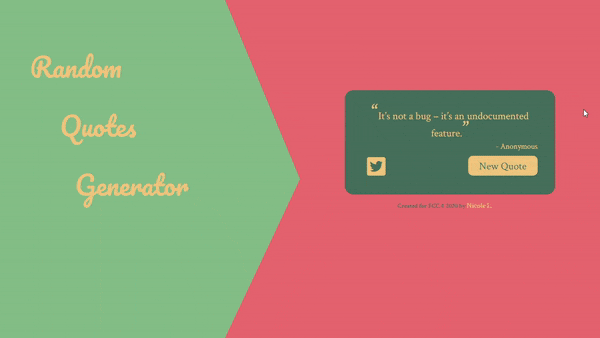 Random
Quotes
Generator
“It's not a bug – it's an undocumented
feature.”
- Anonymous
New Quote
Created for FCC © 2020 by Nicole L.